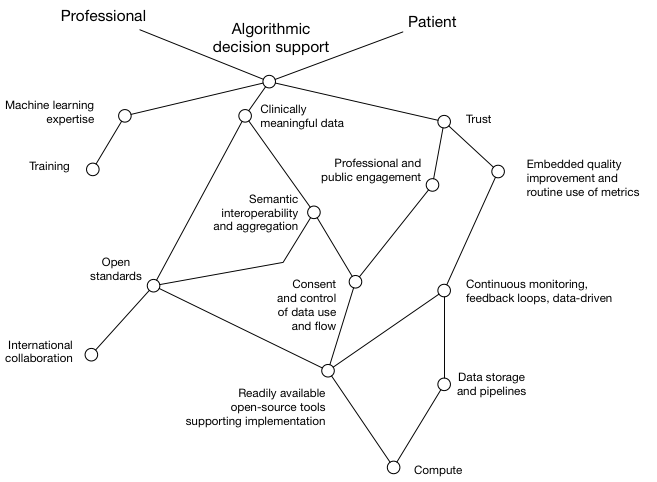 Professional
Patient
Algorithmic
decision support
Machine learning
expertise
Clinically
meaningful data
Trust
Training
Professional and
public engagement
Embedded quality
improvement and
routine use of metrics
Semantic
interoperability
and aggregation
Open
standards
Consent
and control
of data use
and flow
Continuous monitoring,
feedback loops, data-driven
International
collaboration
Readily available
open-source tools
supporting implementation
Data storage
and pipelines
Compute